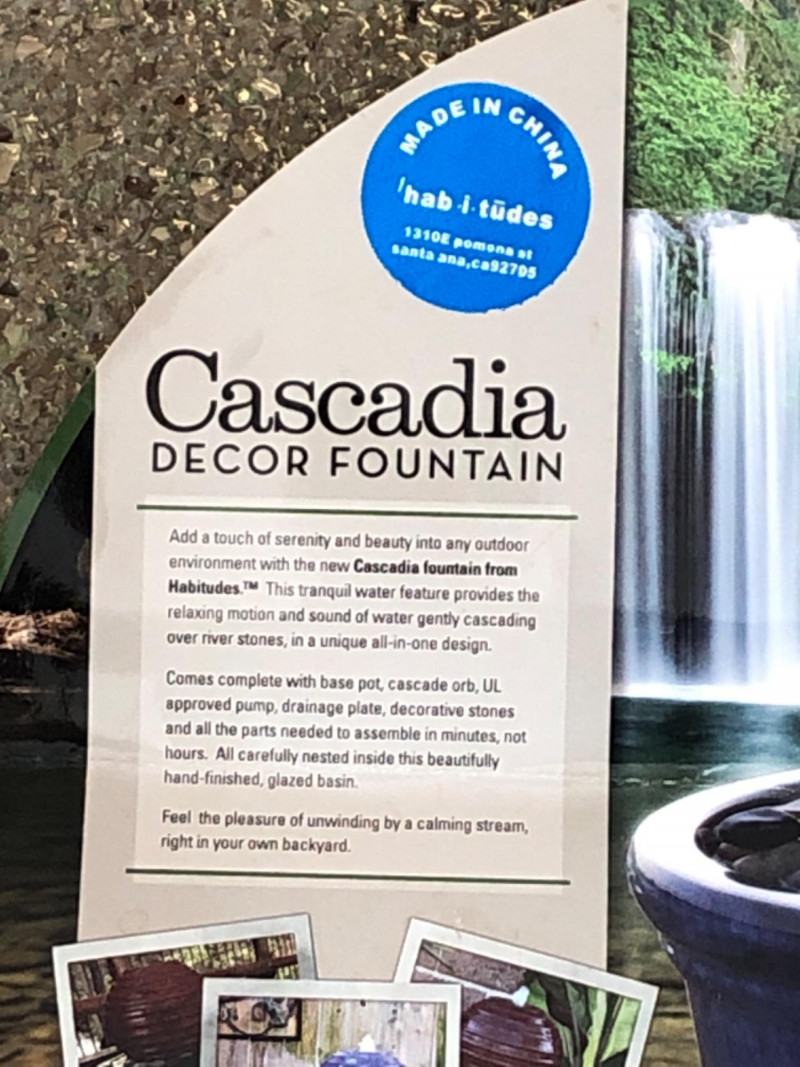 MADE IN CHINA
'hab·i·tūdes
1310E pomona st
santa ana,ca92705
Cascadia
DECOR FOUNTAIN
Add a touch of serenity and beauty into any outdoor
environment with the new Cascadia fountain from
Habitudes.™ This tranquil water feature provides the
relaxing motion and sound of water gently cascading
over river stones, in a unique all-in-one design.
Comes complete with base pot, cascade orb, UL
approved pump, drainage plate, decorative stones
and all the parts needed to assemble in minutes, not
hours. All carefully nested inside this beautifully
hand-finished, glazed basin.
Feel the pleasure of unwinding by a calming stream,
right in your own backyard.